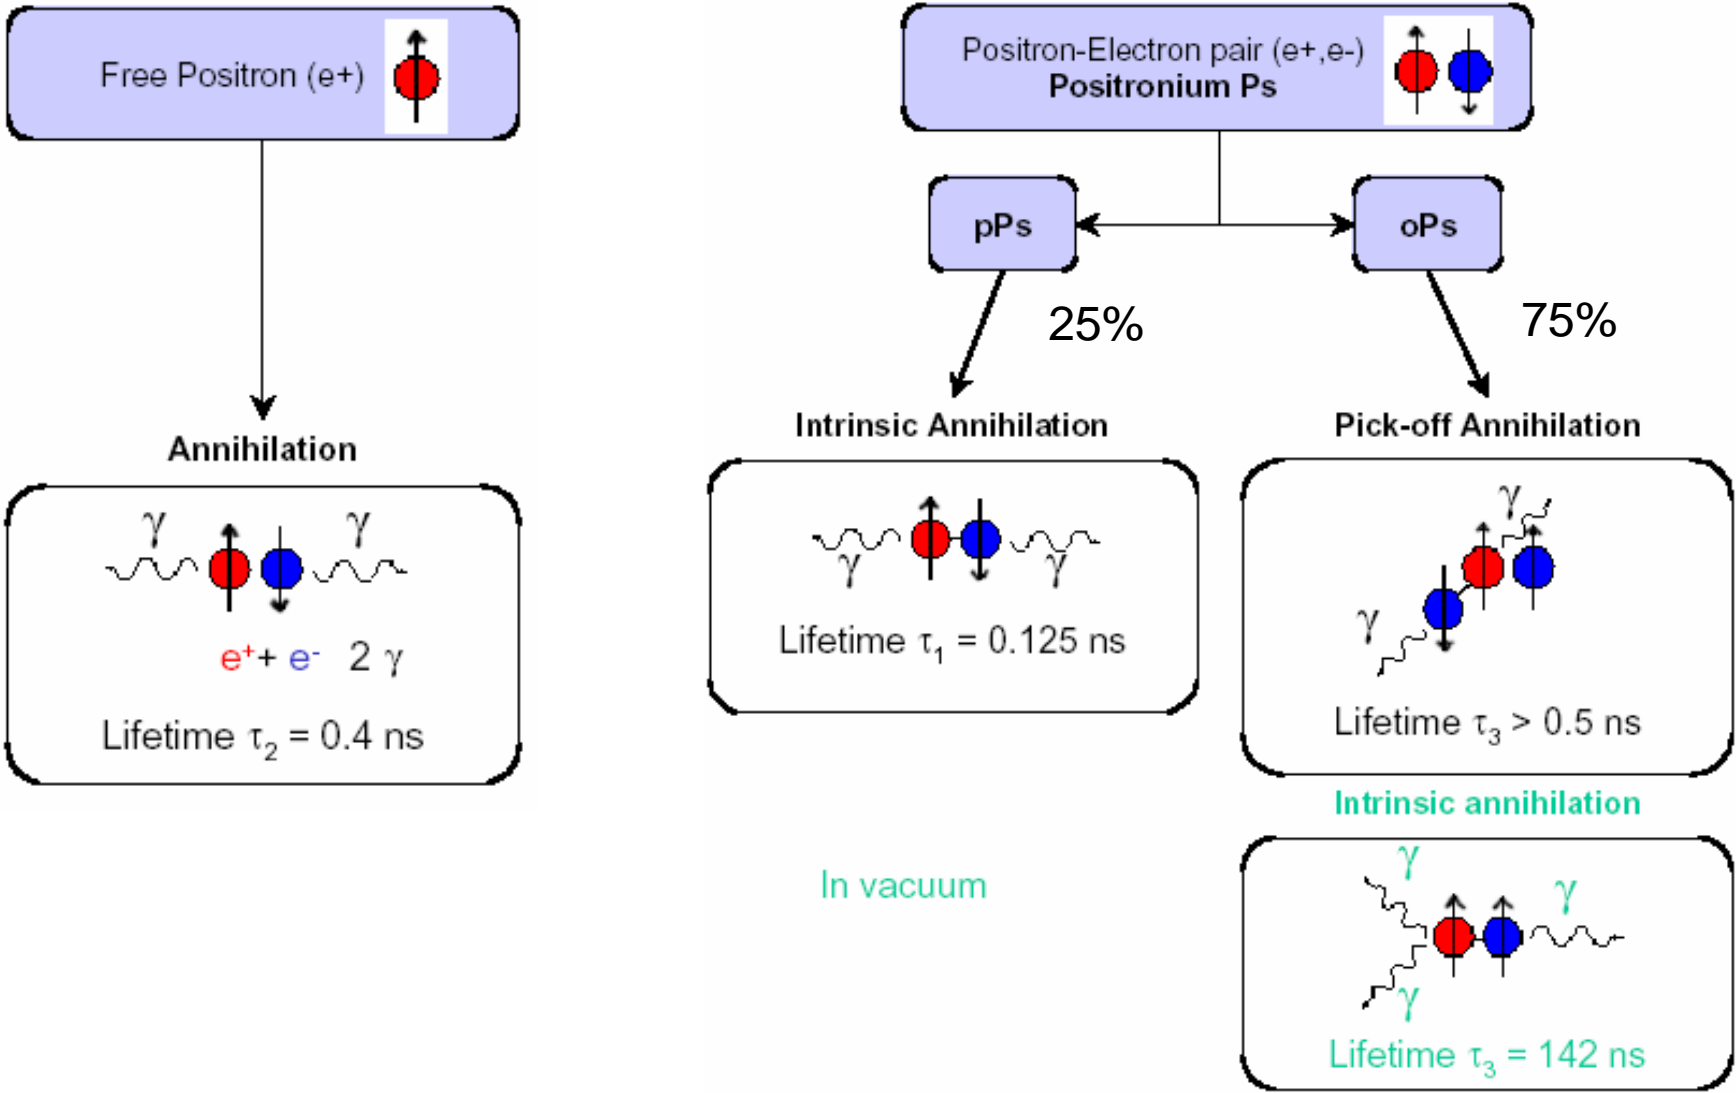 Free Positron (e+)
Annihilation
γ γ
e⁺+ e⁻ 2 γ
Lifetime τ₂ = 0.4 ns
Positron-Electron pair (e+,e-)
Positronium Ps
pPs
oPs
25%
75%
Intrinsic Annihilation
γ γ
Lifetime τ₁ = 0.125 ns
Pick-off Annihilation
γ
γ
Lifetime τ₃ > 0.5 ns
Intrinsic annihilation
In vacuum
γ
γ
γ
Lifetime τ₃ = 142 ns